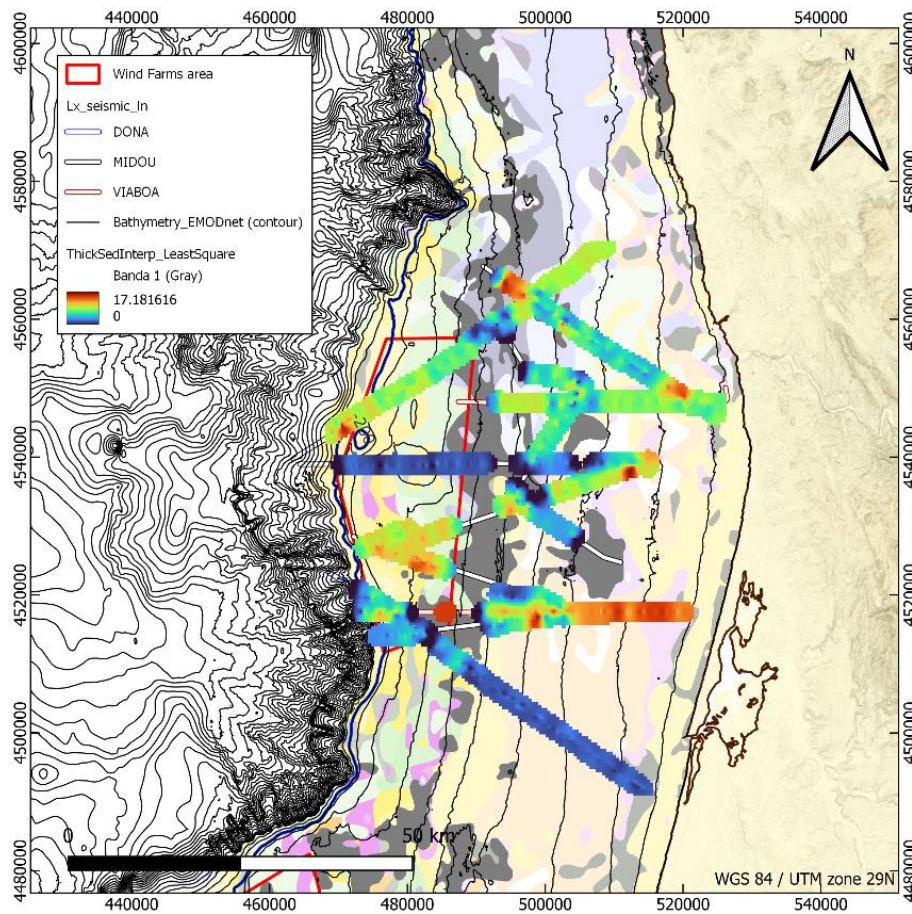 440000 460000 480000 500000 520000 540000
4600000 4600000
Wind Farms area
Lx_seismic_ln
DONA
MIDOU
VIABOA
Bathymetry_EMODnet (contour)
ThickSedInterp_LeastSquare
Banda 1 (Gray)
17.181616
0
N
4580000 4580000
4560000 4560000
4540000 4540000
4520000 4520000
4500000 4500000
4480000 4480000
0 50 km
WGS 84 / UTM zone 29N
440000 460000 480000 500000 520000 540000